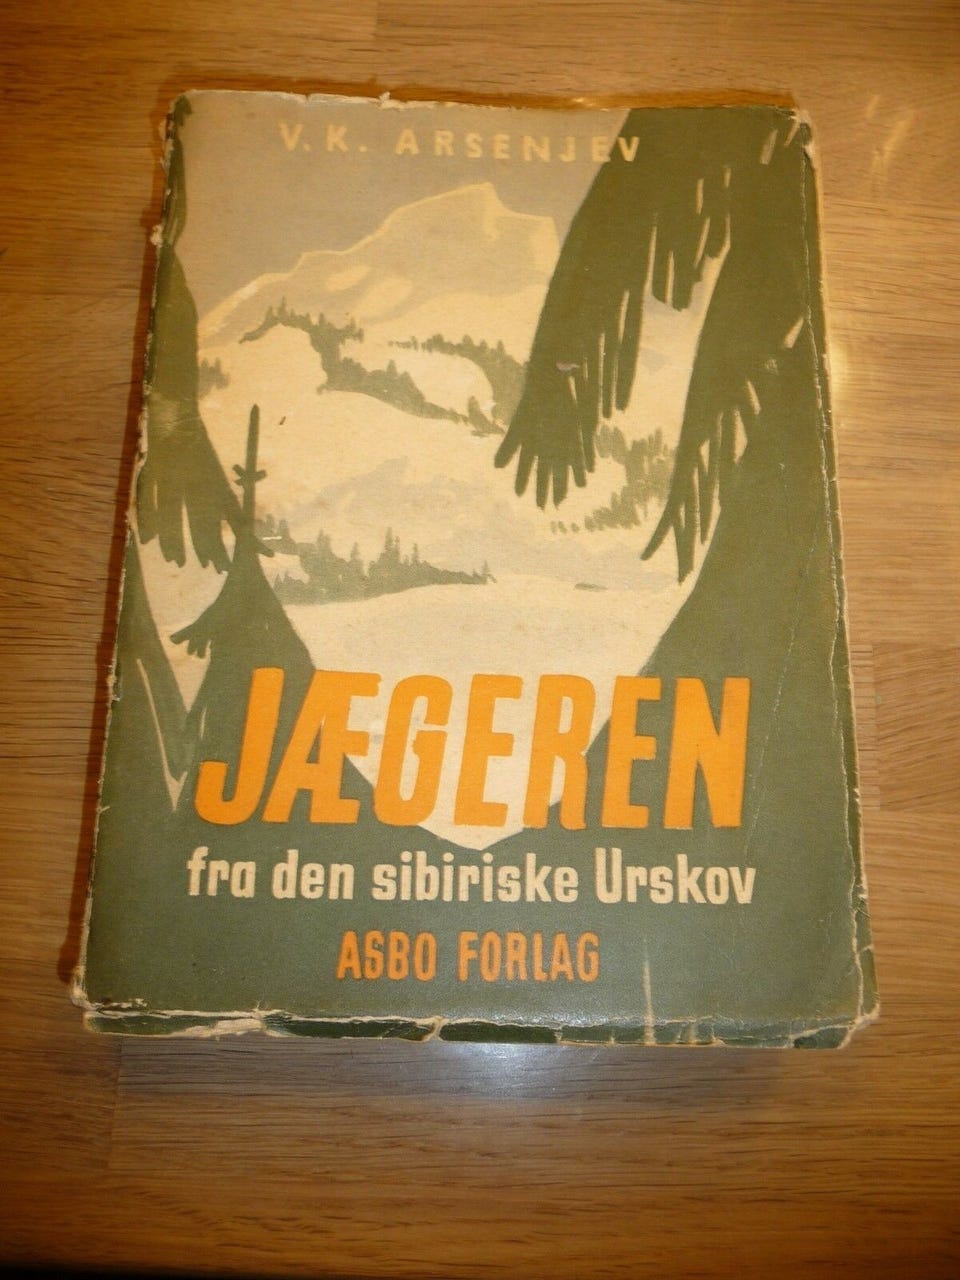 V. K. ARSENJEV
JÆGEREN
fra den sibiriske Urskov
ASBO FORLAG